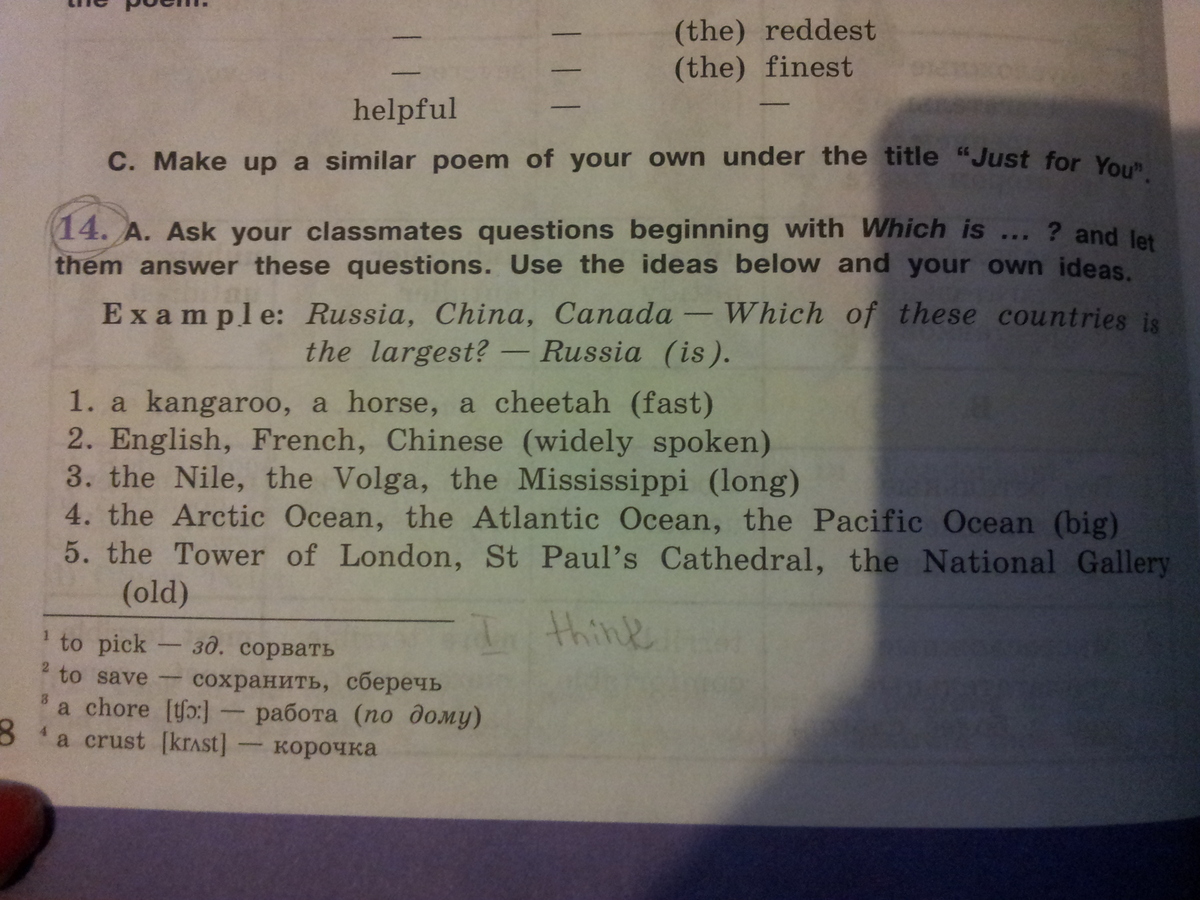 the poem.
— — (the) reddest
— — (the) finest
helpful — —
C. Make up a similar poem of your own under the title “Just for You”.
14. A. Ask your classmates questions beginning with Which is ... ? and let
them answer these questions. Use the ideas below and your own ideas.
Example: Russia, China, Canada — Which of these countries is
the largest? — Russia (is).
1. a kangaroo, a horse, a cheetah (fast)
2. English, French, Chinese (widely spoken)
3. the Nile, the Volga, the Mississippi (long)
4. the Arctic Ocean, the Atlantic Ocean, the Pacific Ocean (big)
5. the Tower of London, St Paul’s Cathedral, the National Gallery
(old)
I think
1 to pick — зд. сорвать
2 to save — сохранить, сберечь
3 a chore [tʃɔ:] — работа (по дому)
4 a crust [krʌst] — корочка
8